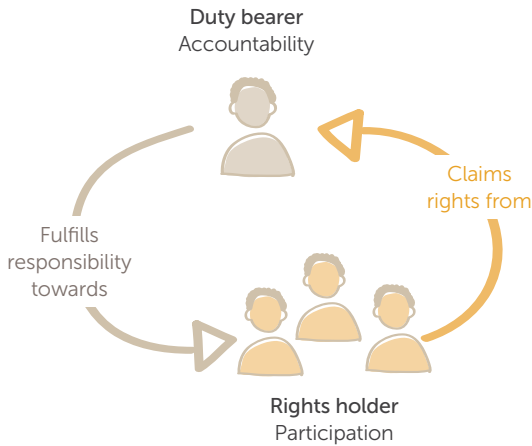 Duty bearer
Accountability
Claims
rights from
Fulfills
responsibility
towards
Rights holder
Participation